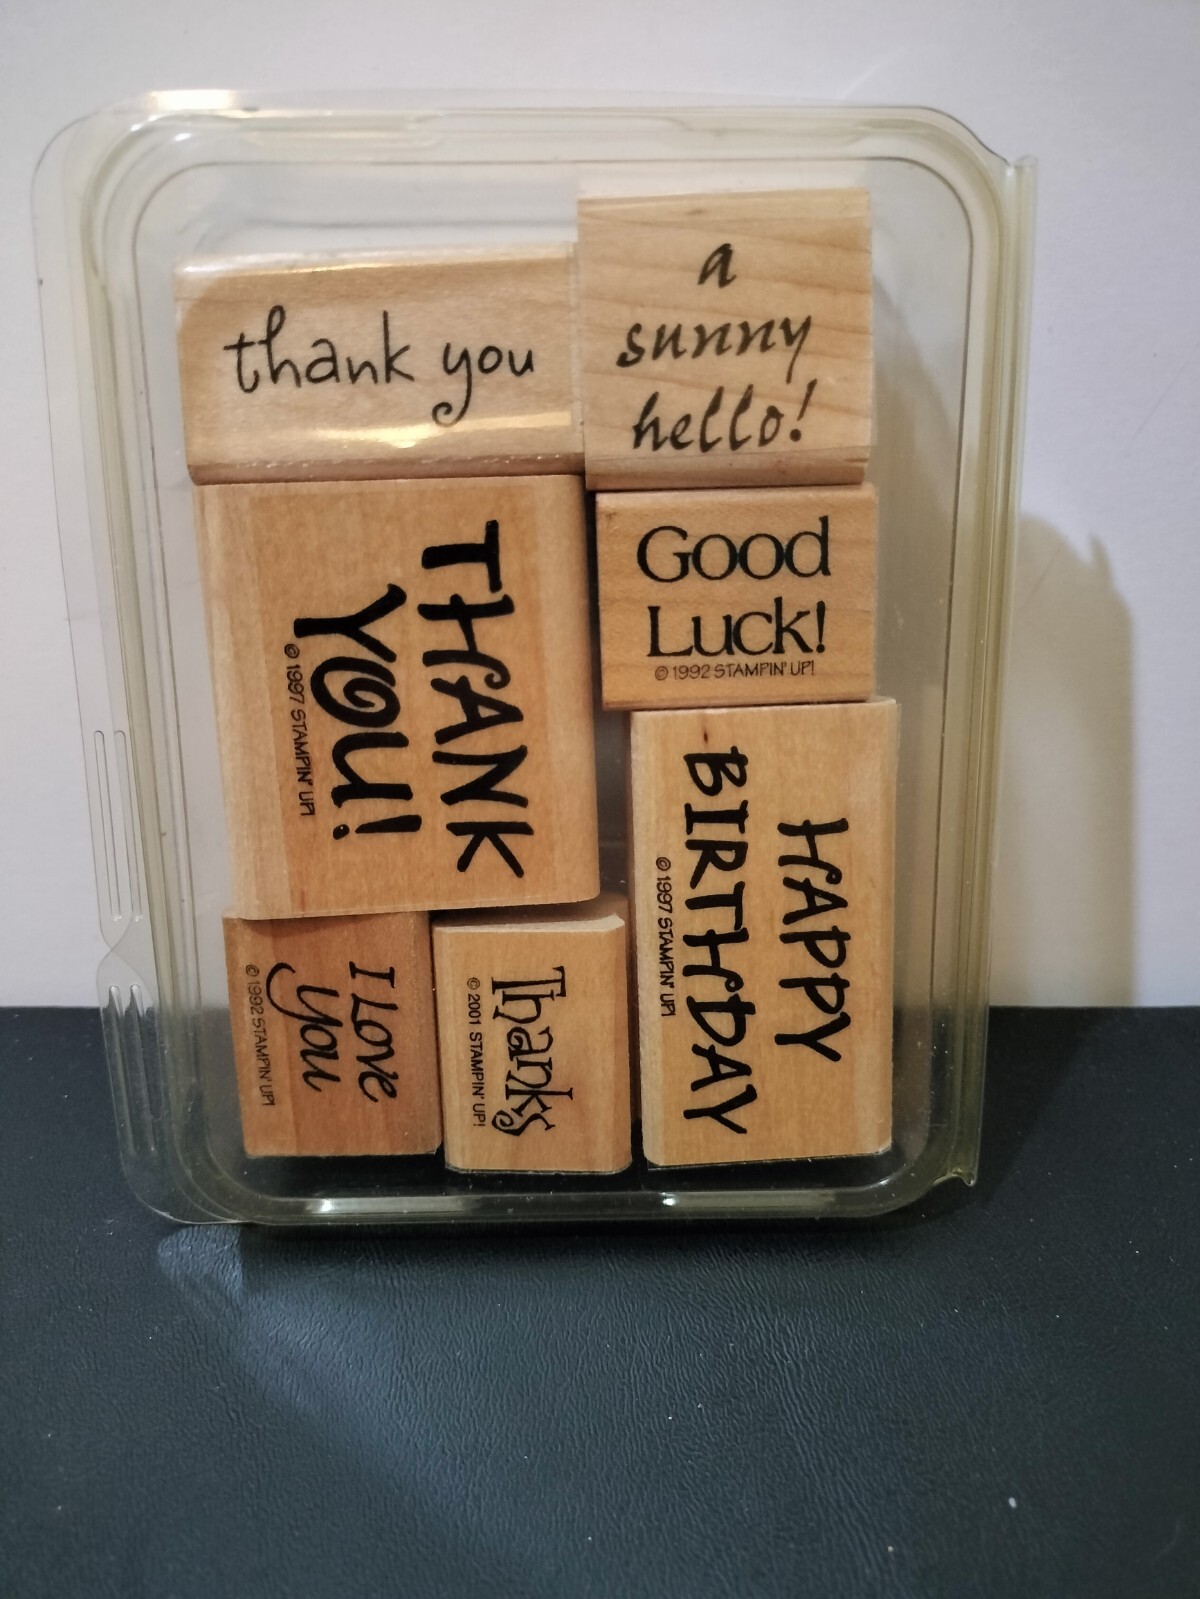 thank you
a
sunny
hello!
THANK
YOU!
© 1997 STAMPIN' UP!
Good
Luck!
© 1992 STAMPIN' UP!
HAPPY
BIRTHDAY
© 1997 STAMPIN' UP!
I Love
you
© 1992 STAMPIN' UP!
Thanks
© 2001 STAMPIN' UP!